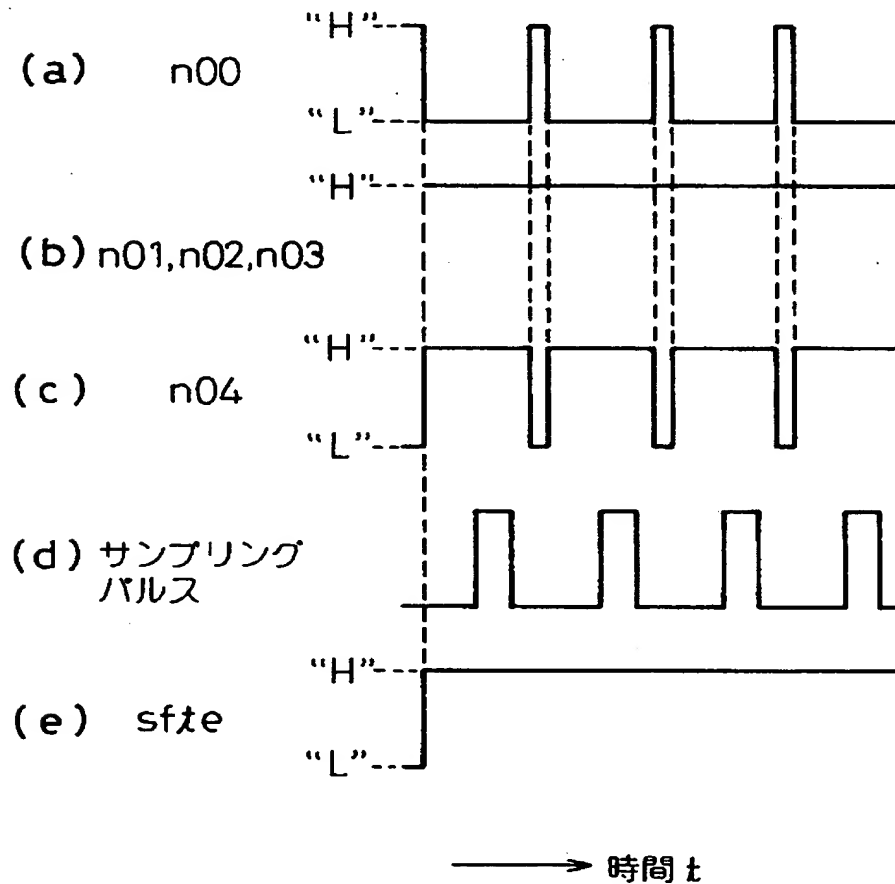 “H”
(a) n00
“L”
“H”
(b) n01,n02,n03
“H”
(c) n04
“L”
(d) サンプリング
パルス
“H”
(e) sfte
“L”
時間 t